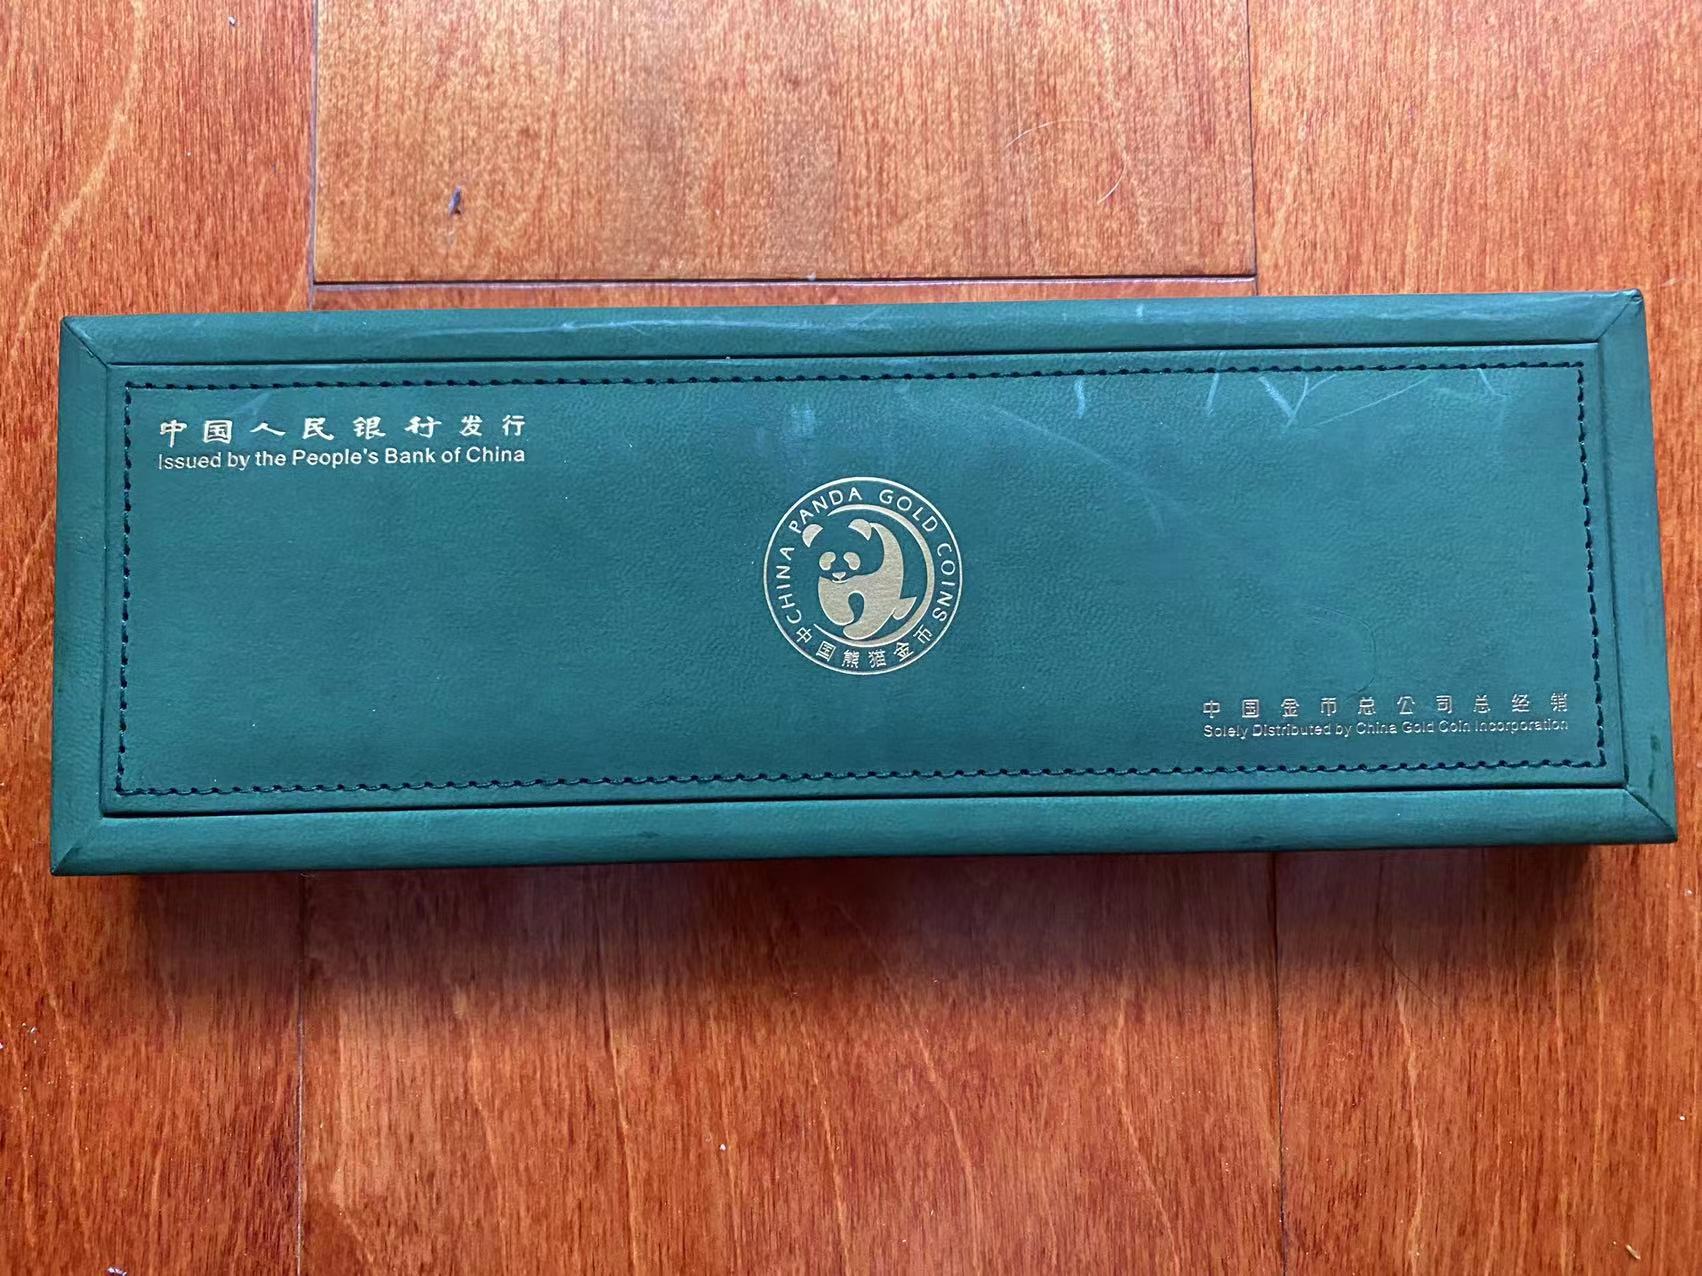 中国人民银行发行
Issued by the People's Bank of China
CHINA PANDA GOLD COINS
中国熊猫金币
中国金币总公司总经销
Solely Distributed by China Gold Coin Incorporation